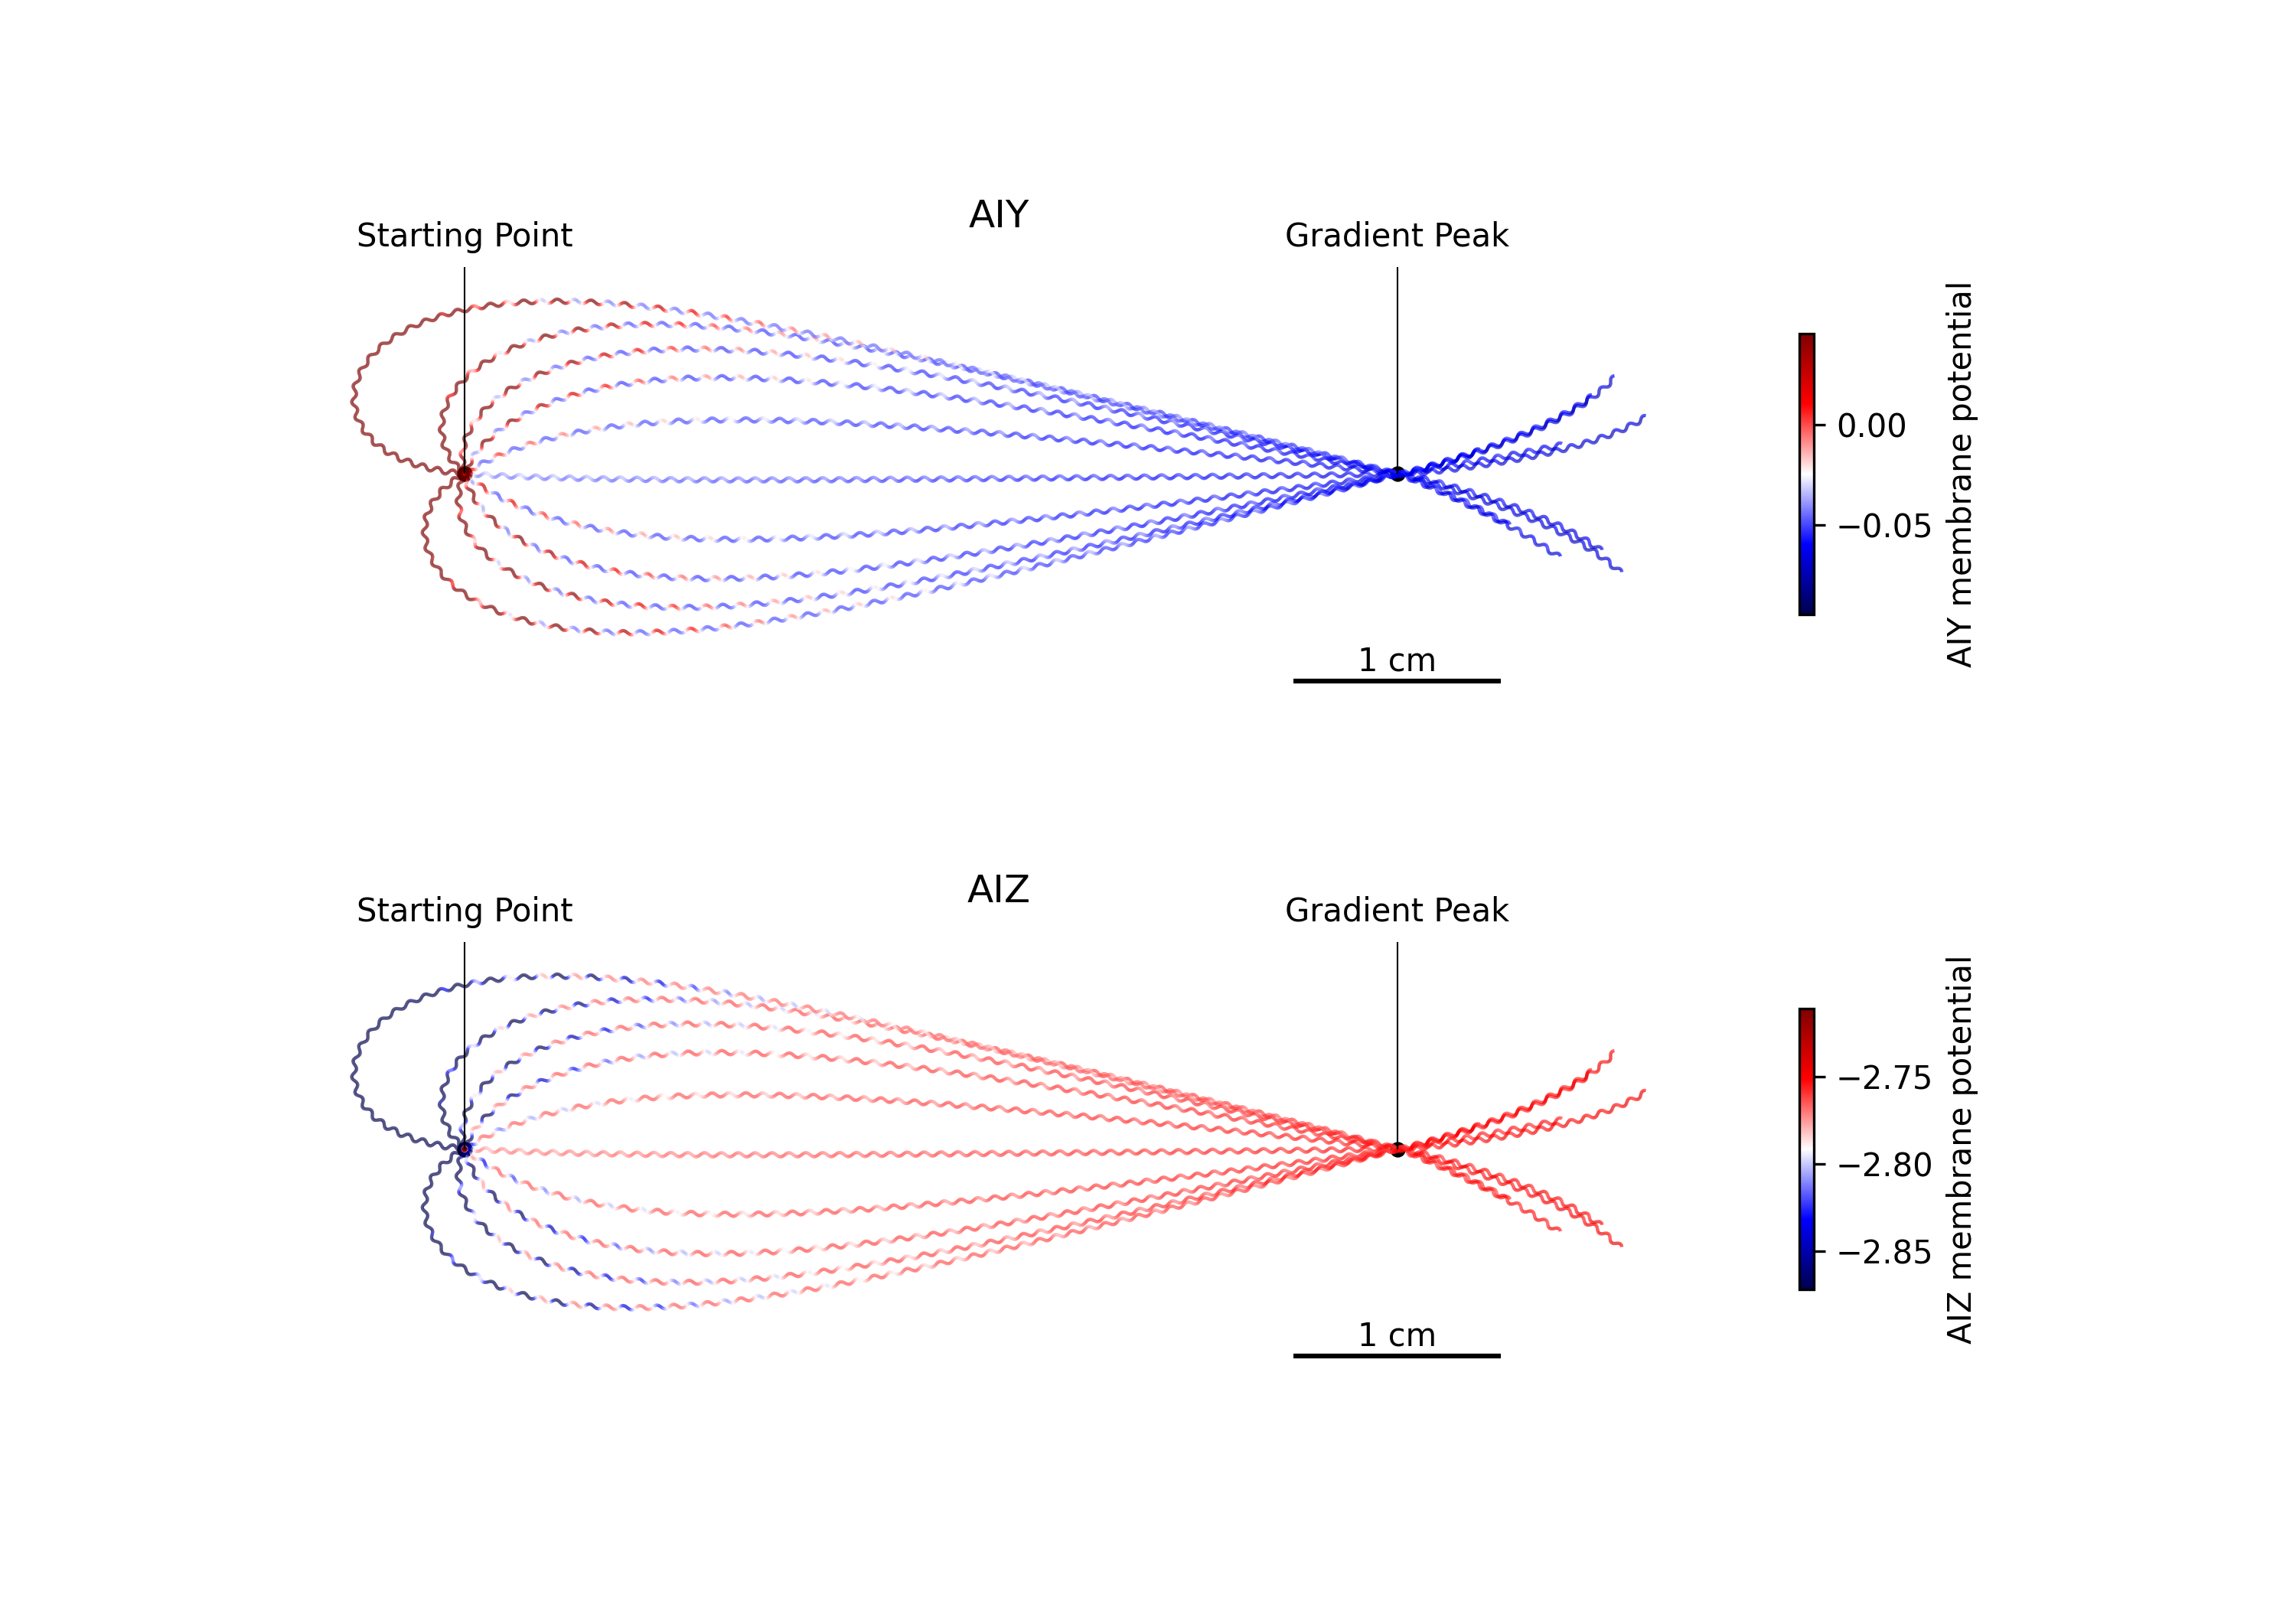 AIY
Starting Point
Gradient Peak
0.00
−0.05
AIY membrane potential
1 cm
AIZ
Starting Point
Gradient Peak
−2.75
−2.80
−2.85
AIZ membrane potential
1 cm